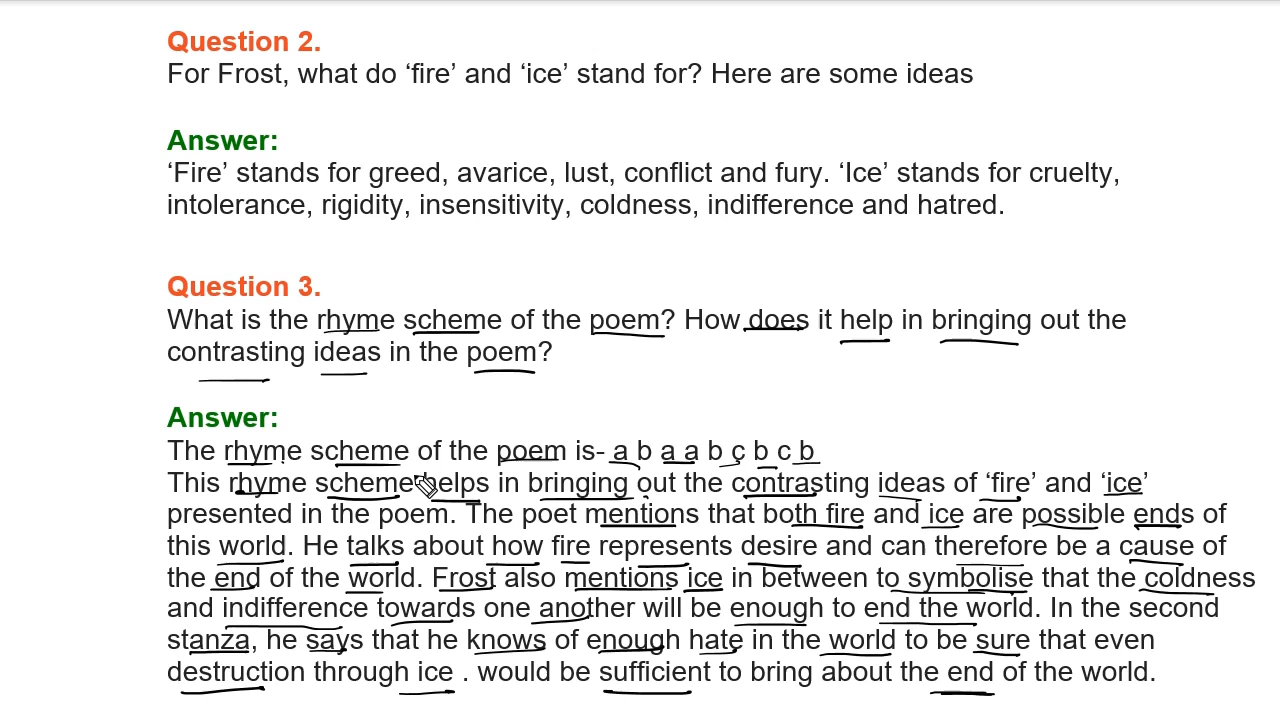 Question 2.
For Frost, what do ‘fire’ and ‘ice’ stand for? Here are some ideas
Answer:
‘Fire’ stands for greed, avarice, lust, conflict and fury. ‘Ice’ stands for cruelty,
intolerance, rigidity, insensitivity, coldness, indifference and hatred.
Question 3.
What is the rhyme scheme of the poem? How does it help in bringing out the
contrasting ideas in the poem?
Answer:
The rhyme scheme of the poem is- a b a a b ç b c b
This rhyme scheme helps in bringing out the contrasting ideas of ‘fire’ and ‘ice’
presented in the poem. The poet mentions that both fire and ice are possible ends of
this world. He talks about how fire represents desire and can therefore be a cause of
the end of the world. Frost also mentions ice in between to symbolise that the coldness
and indifference towards one another will be enough to end the world. In the second
stanza, he says that he knows of enough hate in the world to be sure that even
destruction through ice . would be sufficient to bring about the end of the world.